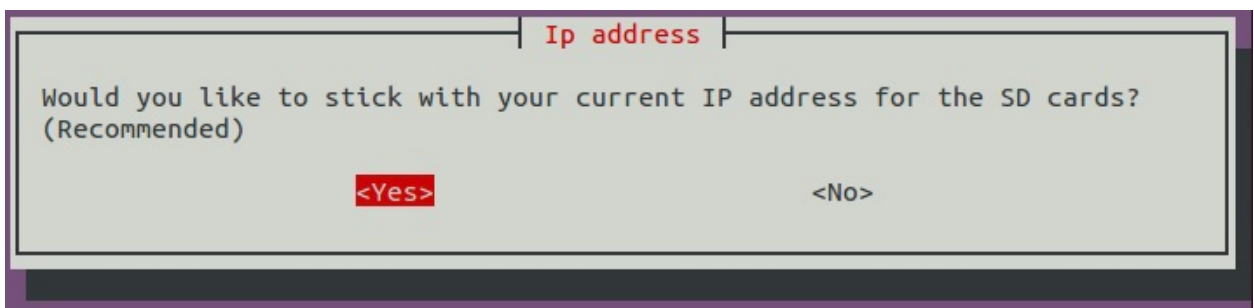 Ip address
Would you like to stick with your current IP address for the SD cards?
(Recommended)
<Yes> <No>